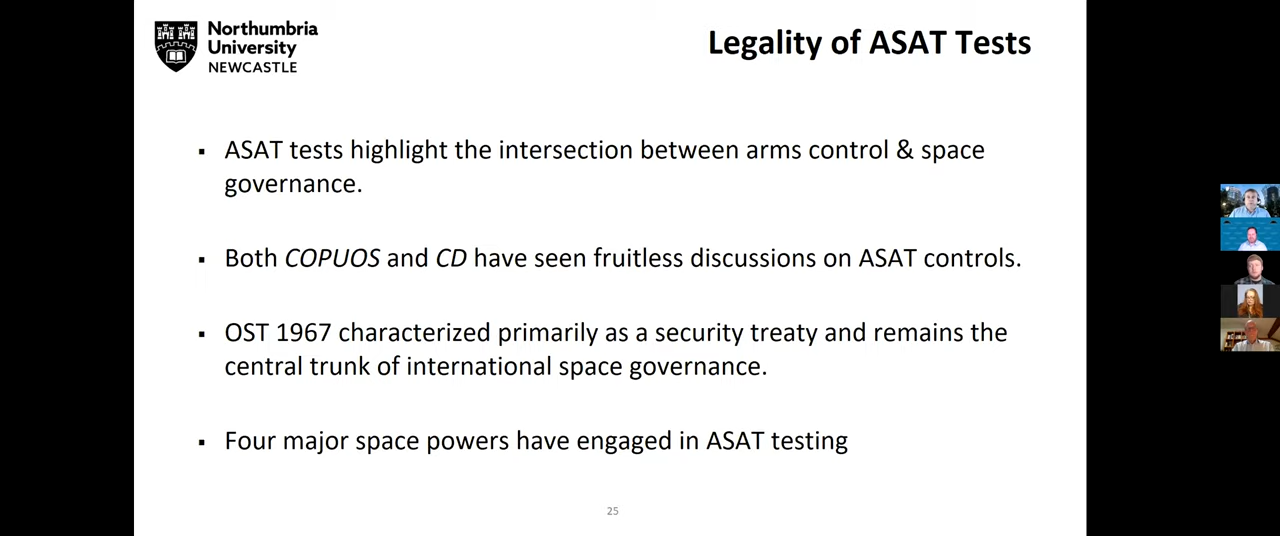 Northumbria
University
NEWCASTLE
Legality of ASAT Tests
▪ ASAT tests highlight the intersection between arms control & space
governance.
▪ Both COPUOS and CD have seen fruitless discussions on ASAT controls.
▪ OST 1967 characterized primarily as a security treaty and remains the
central trunk of international space governance.
▪ Four major space powers have engaged in ASAT testing
25